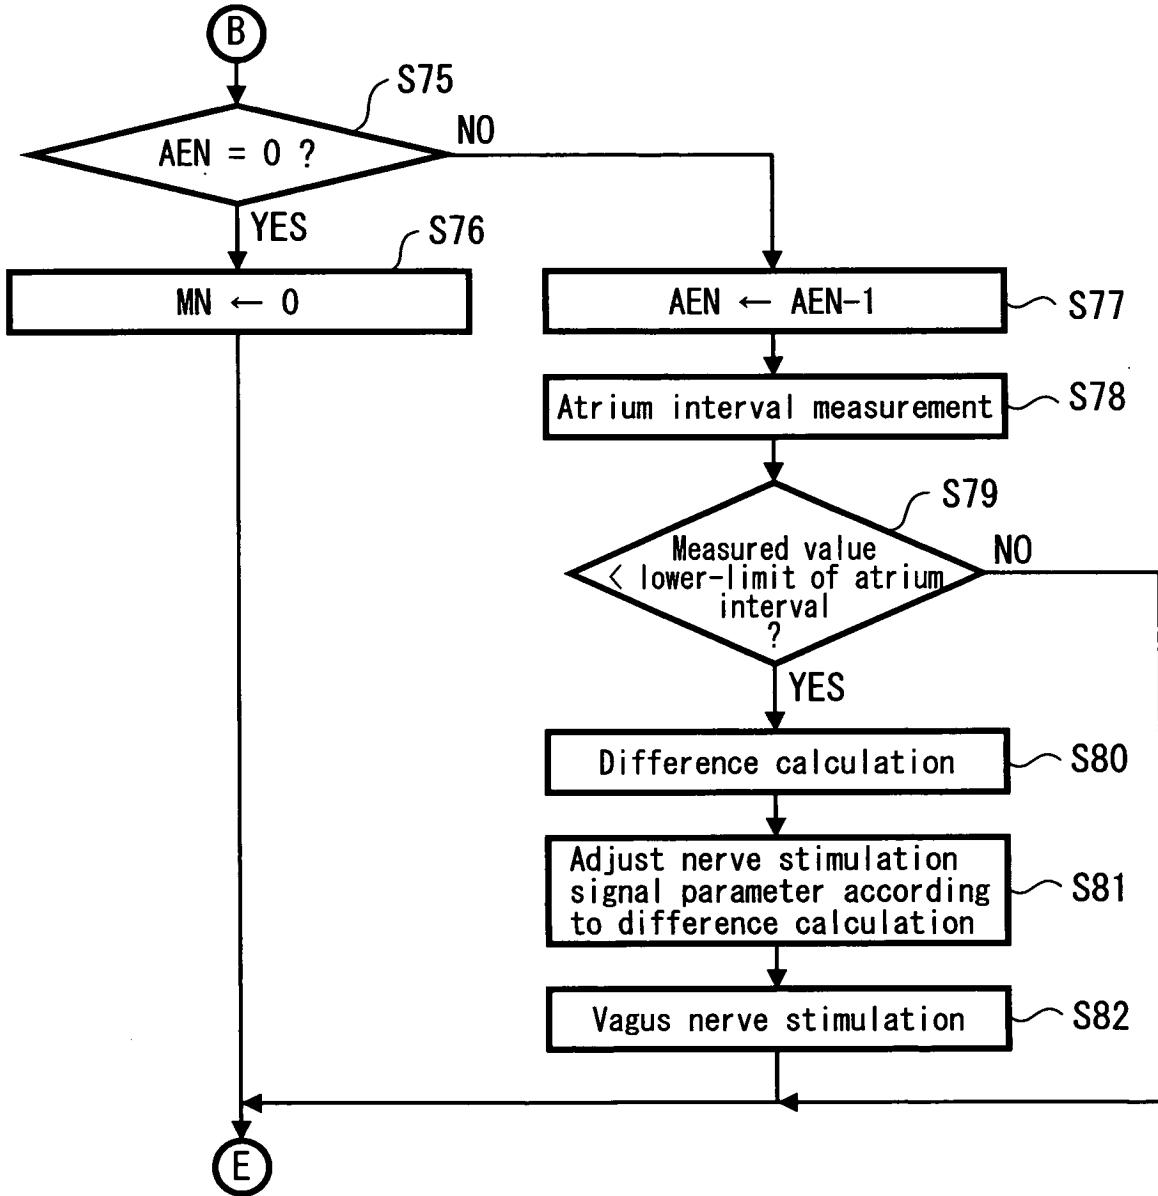 B
S75
AEN = 0 ?
NO
YES
S76
MN ← 0
AEN ← AEN-1
S77
Atrium interval measurement
S78
S79
Measured value
< lower-limit of atrium
interval
?
NO
YES
Difference calculation
S80
Adjust nerve stimulation
signal parameter according
to difference calculation
S81
Vagus nerve stimulation
S82
E